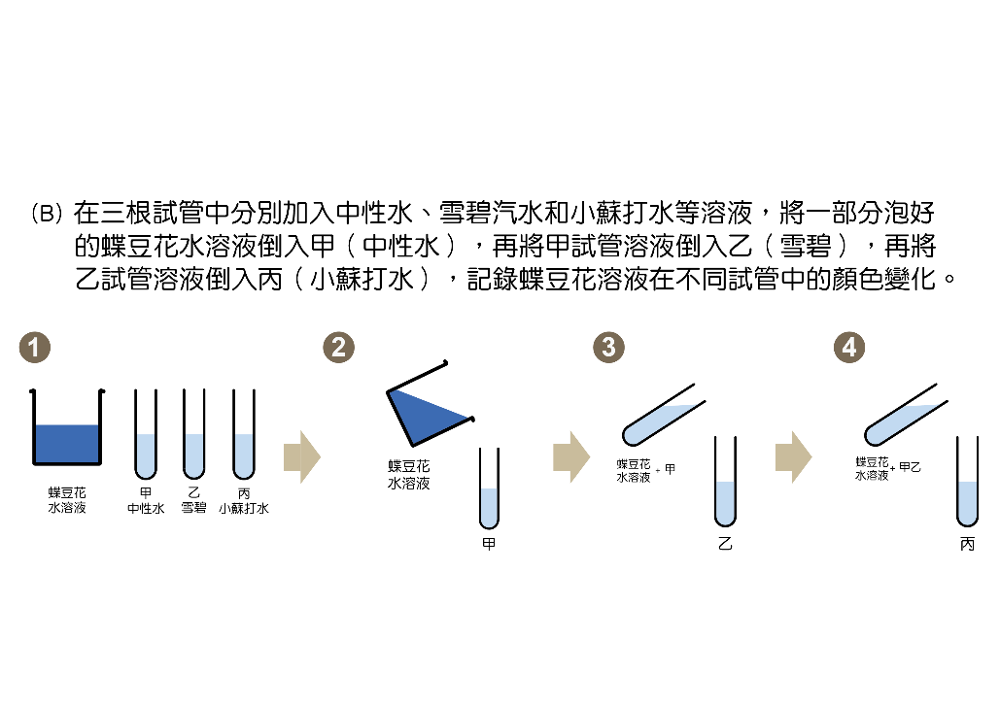 (B) 在三根試管中分別加入中性水、雪碧汽水和小蘇打水等溶液，將一部分泡好
的蝶豆花水溶液倒入甲（中性水），再將甲試管溶液倒入乙（雪碧），再將
乙試管溶液倒入丙（小蘇打水），記錄蝶豆花溶液在不同試管中的顏色變化。
1 2 3 4
蝶豆花
水溶液
甲
中性水
乙
雪碧
丙
小蘇打水
蝶豆花
水溶液
甲
蝶豆花
水溶液 + 甲
乙
蝶豆花
水溶液 + 甲乙
丙